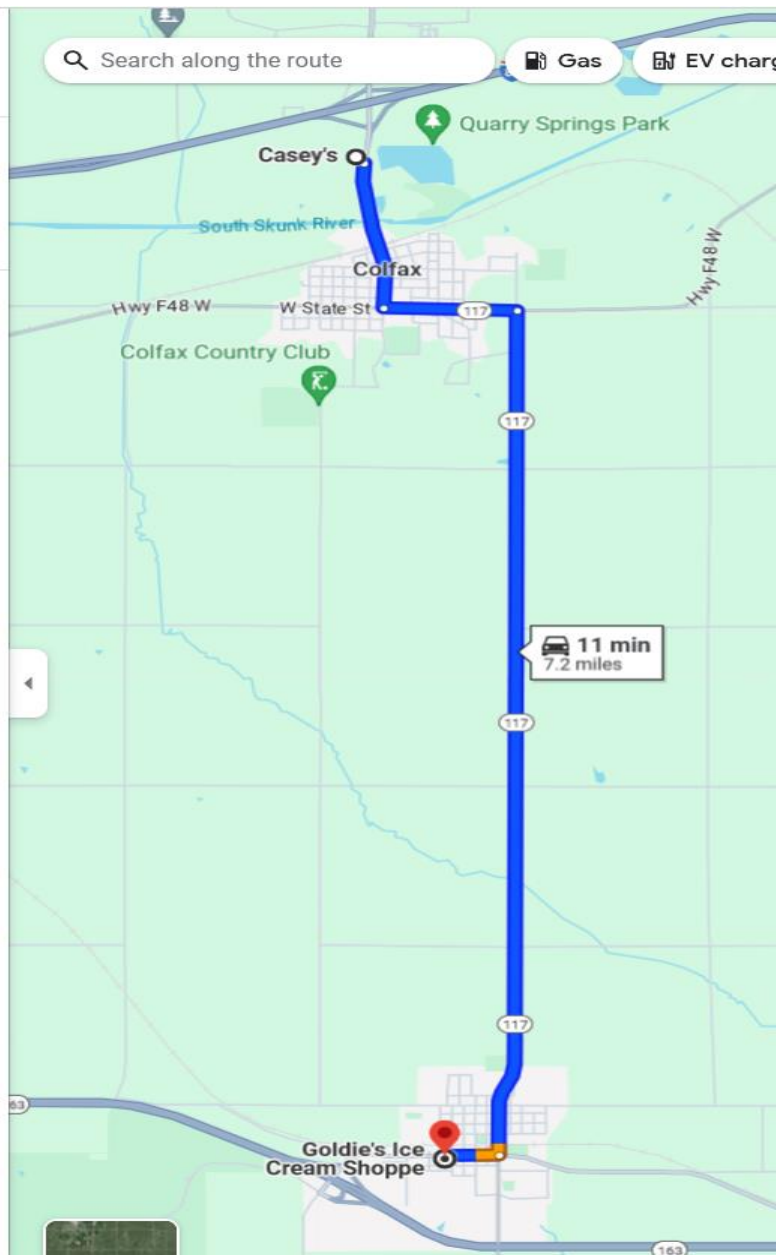 Search along the route
Gas
EV charg
Quarry Springs Park
Casey's
South Skunk River
Colfax
Hwy F48 W
W State St
117
Hwy F48 W
Colfax Country Club
117
11 min
7.2 miles
117
117
63
Goldie's Ice
Cream Shoppe
163